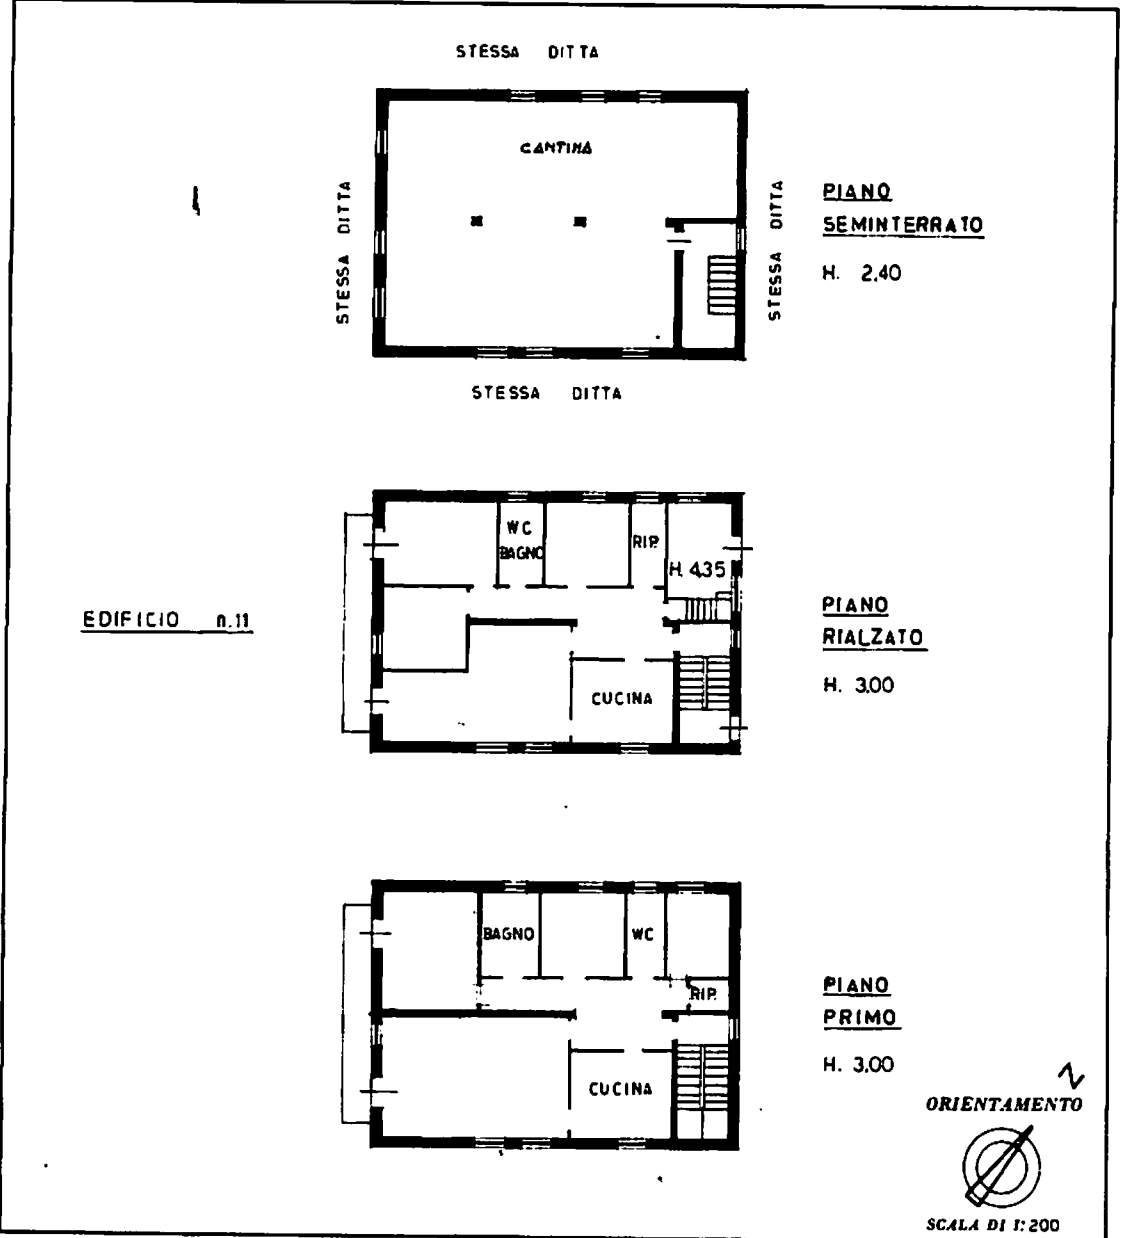 STESSA DITTA
CANTINA
STESSA DITTA
STESSA DITTA
PIANO
SEMINTERRATO
H. 2.40
STESSA DITTA
WC
BAGNO
RIP.
H. 4.35
EDIFICIO n.11
PIANO
RIALZATO
H. 3.00
CUCINA
BAGNO
WC
RIP.
PIANO
PRIMO
H. 3.00
CUCINA
N
ORIENTAMENTO
SCALA DI 1:200